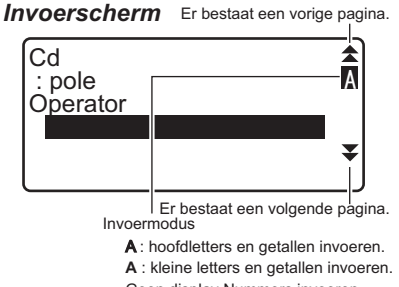 Invoerscherm
Er bestaat een vorige pagina.
Cd
: pole
A
Operator
Er bestaat een volgende pagina.
Invoermodus
A : hoofdletters en getallen invoeren.
A : kleine letters en getallen invoeren.